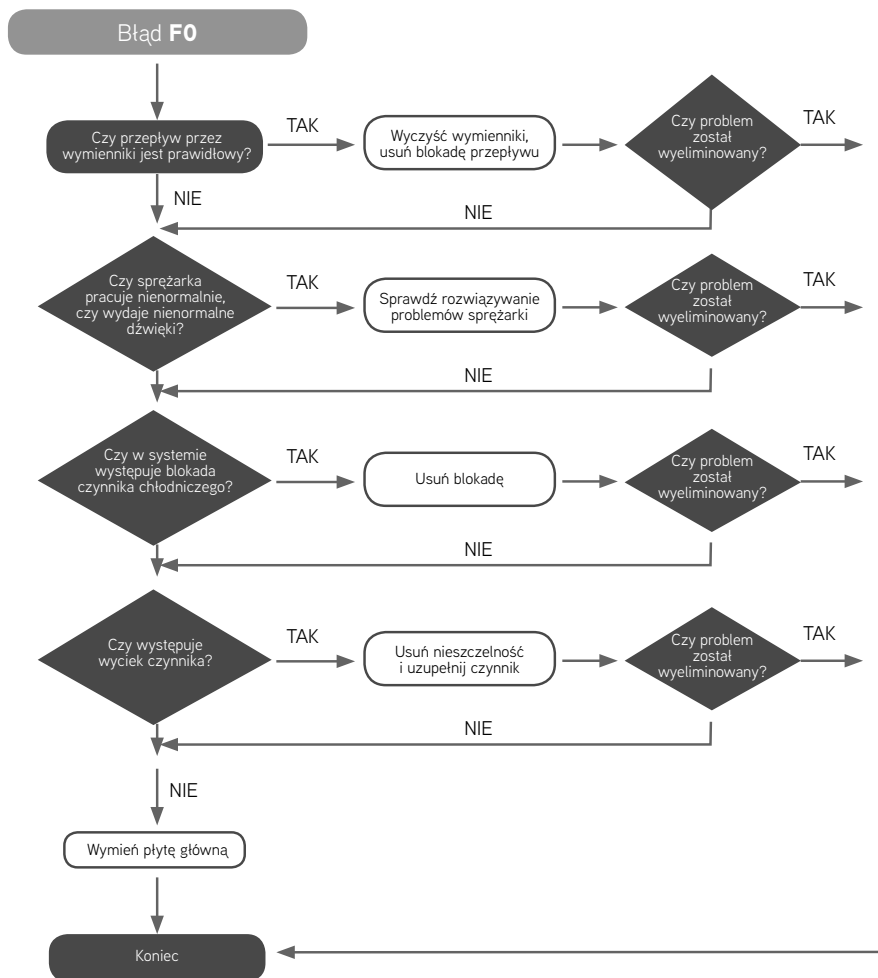 Błąd F0
Czy przepływ przez
wymienniki jest prawidłowy?
TAK
Wyczyść wymienniki,
usuń blokadę przepływu
Czy problem
został
wyeliminowany?
TAK
NIE
NIE
Czy sprężarka
pracuje nienormalnie,
czy wydaje nienormalne
dźwięki?
TAK
Sprawdź rozwiązywanie
problemów sprężarki
Czy problem
został
wyeliminowany?
TAK
NIE
Czy w systemie
występuje blokada
czynnika chłodniczego?
TAK
Usuń blokadę
Czy problem
został
wyeliminowany?
TAK
NIE
Czy występuje
wyciek czynnika?
TAK
Usuń nieszczelność
i uzupełnij czynnik
Czy problem
został
wyeliminowany?
TAK
NIE
NIE
Wymień płytę główną
Koniec